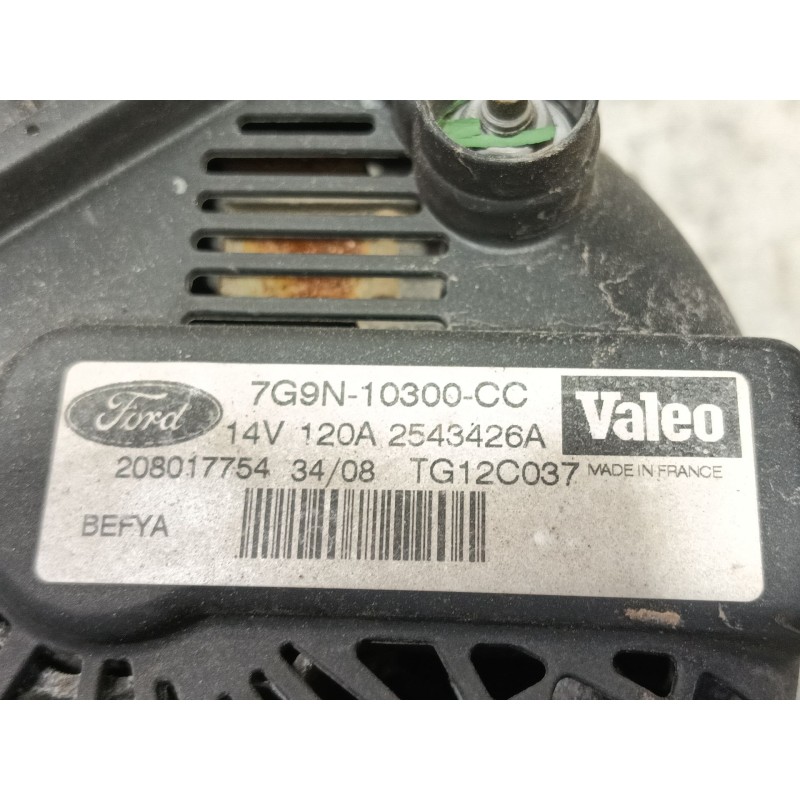 Ford
7G9N-10300-CC
Valeo
14V 120A 2543426A
208017754 34/08 TG12C037
MADE IN FRANCE
BEFYA